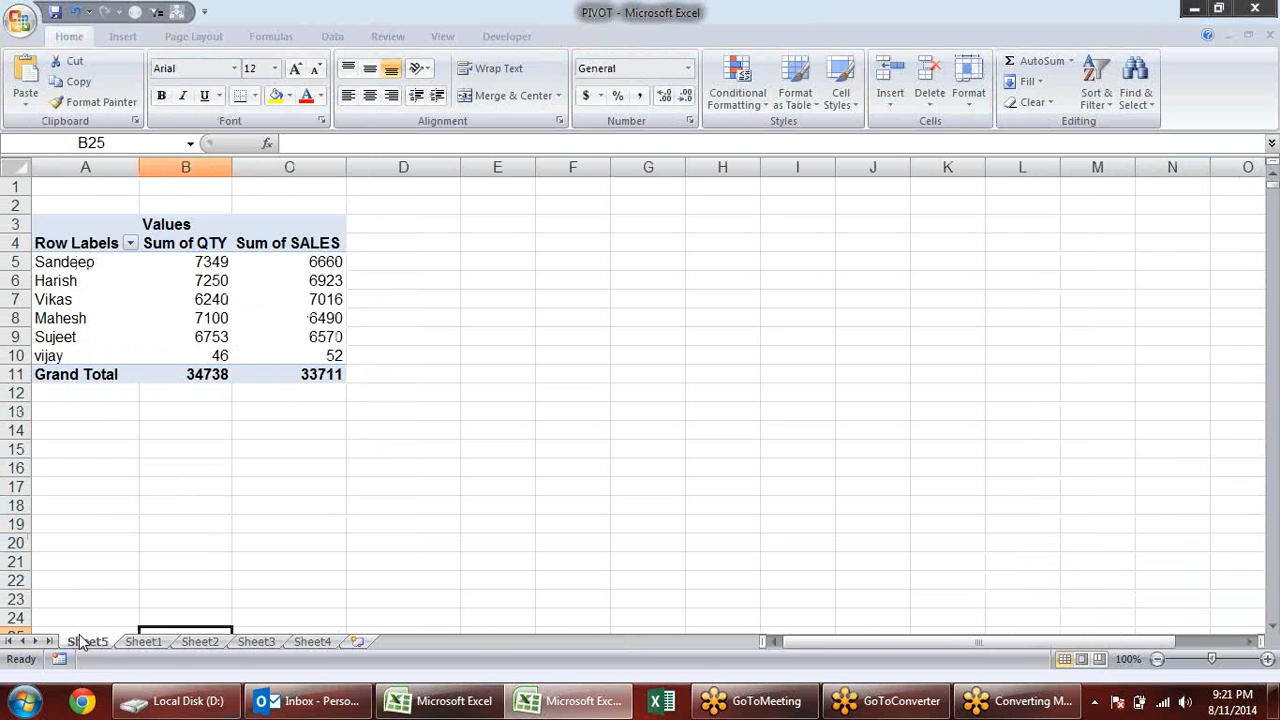 PIVOT - Microsoft Excel
Home Insert Page Layout Formulas Data Review View Developer
Paste Cut Copy Format Painter
Arial 12
B I U A
Wrap Text
Merge & Center
General
$ % ,
Conditional Formatting
Format as Table
Cell Styles
Insert Delete Format
Σ AutoSum
Fill
Clear
Sort & Filter
Find & Select
Clipboard Font Alignment Number Styles Cells Editing
B25 fx
A B C D E F G H I J K L M N O
1
2
3 Values
4 Row Labels Sum of QTY Sum of SALES
5 Sandeep 7349 6660
6 Harish 7250 6923
7 Vikas 6240 7016
8 Mahesh 7100 6490
9 Sujeet 6753 6570
10 vijay 46 52
11 Grand Total 34738 33711
12
13
14
15
16
17
18
19
20
21
22
23
24
25
Sheet5 Sheet1 Sheet2 Sheet3 Sheet4
Ready 100%
Local Disk (D:) Inbox - Perso... Microsoft Excel Microsoft Exc... GoToMeeting GoToConverter Converting M...
9:21 PM
8/11/2014